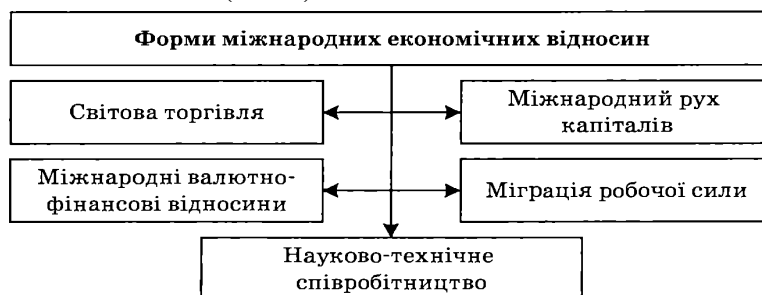 Форми міжнародних економічних відносин
Світова торгівля
Міжнародний рух
капіталів
Міжнародні валютно-
фінансові відносини
Міграція робочої сили
Науково-технічне
співробітництво